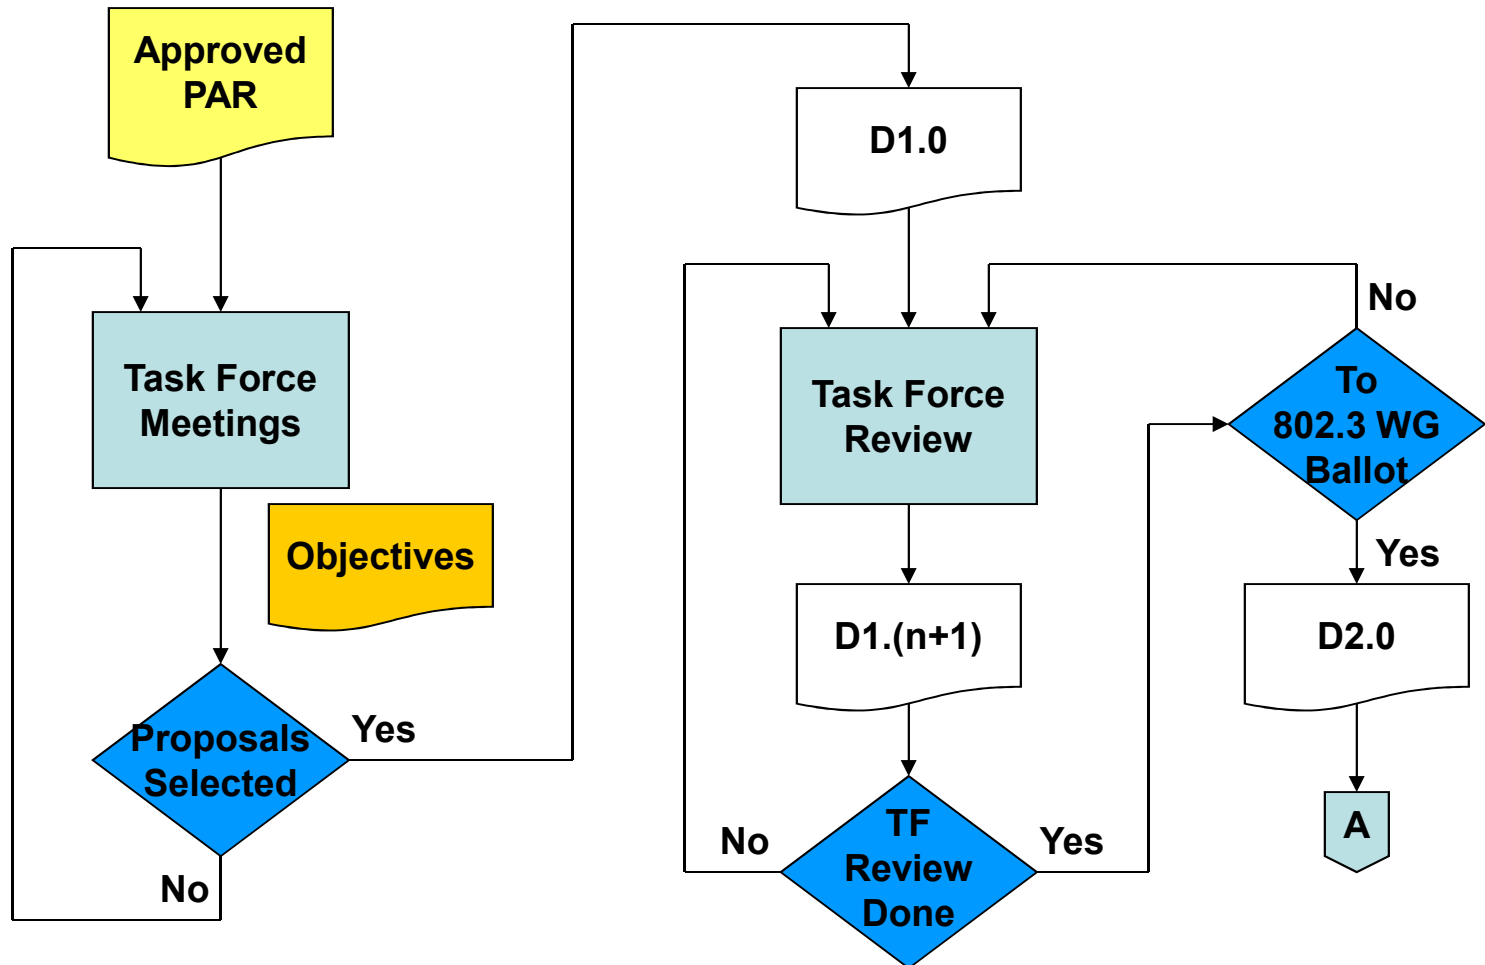 Approved
PAR
Task Force
Meetings
Objectives
Proposals
Selected
Yes
No
D1.0
Task Force
Review
D1.(n+1)
TF
Review
Done
No
Yes
To
802.3 WG
Ballot
No
Yes
D2.0
A